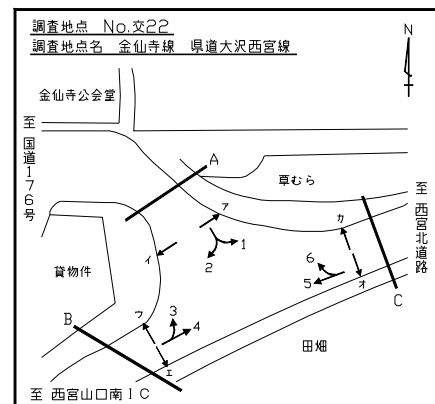 調査地点 No.交22
調査地点名 金仙寺線 県道大沢西宮線
N
金仙寺公会堂
至 国道176号
A
草むら
至 西宮北道路
ア
カ
イ
1
2
6
5
オ
貸物件
C
B
ウ
3
4
エ
田畑
至 西宮山口南IC